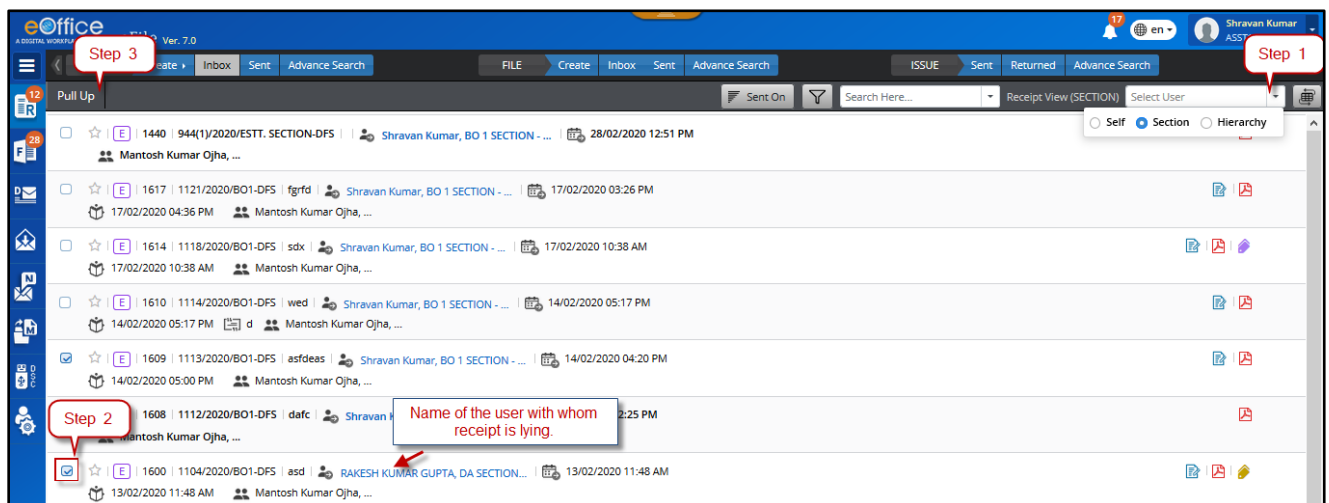 eOffice
A DIGITAL WORKPL
File Ver. 7.0
17
en
Shravan Kumar
ASST
Step 3
Step 1
eate
Inbox
Sent
Advance Search
FILE
Create
Inbox
Sent
Advance Search
ISSUE
Sent
Returned
Advance Search
12
R
Pull Up
Sent On
Search Here...
Receipt View (SECTION)
Select User
Self
Section
Hierarchy
E 1440 944(1)/2020/ESTT. SECTION-DFS Shravan Kumar, BO 1 SECTION - ... 28/02/2020 12:51 PM
Mantosh Kumar Ojha, ...
28
F
E 1617 1121/2020/BO1-DFS fgrfd Shravan Kumar, BO 1 SECTION - ... 17/02/2020 03:26 PM
17/02/2020 04:36 PM Mantosh Kumar Ojha, ...
D
E 1614 1118/2020/BO1-DFS sdx Shravan Kumar, BO 1 SECTION - ... 17/02/2020 10:38 AM
17/02/2020 10:38 AM Mantosh Kumar Ojha, ...
N
E 1610 1114/2020/BO1-DFS wed Shravan Kumar, BO 1 SECTION - ... 14/02/2020 05:17 PM
14/02/2020 05:17 PM d Mantosh Kumar Ojha, ...
M
E 1609 1113/2020/BO1-DFS asfdeas Shravan Kumar, BO 1 SECTION - ... 14/02/2020 04:20 PM
14/02/2020 05:00 PM Mantosh Kumar Ojha, ...
DSC
Step 2
1608 1112/2020/BO1-DFS dafc Shravan 2:25 PM
Mantosh Kumar Ojha, ...
Name of the user with whom
receipt is lying.
E 1600 1104/2020/BO1-DFS asd RAKESH KUMAR GUPTA, DA SECTION... 13/02/2020 11:48 AM
13/02/2020 11:48 AM Mantosh Kumar Ojha, ...